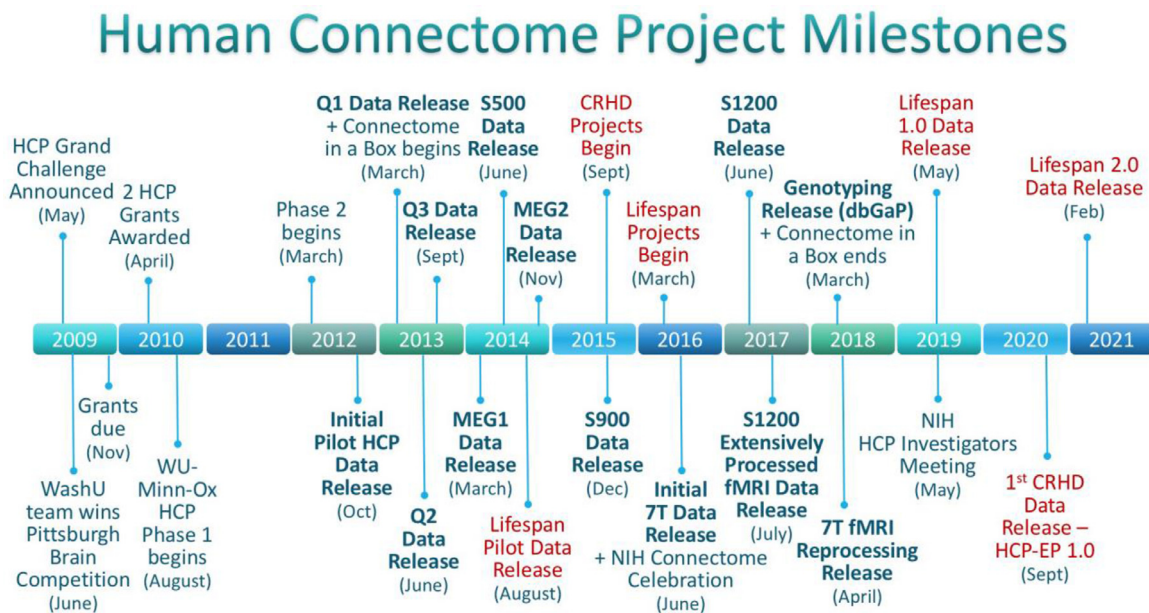 Human Connectome Project Milestones
HCP Grand
Challenge
Announced
(May)
2 HCP
Grants
Awarded
(April)
Phase 2
begins
(March)
Q1 Data Release
+ Connectome
in a Box begins
(March)
Q3 Data
Release
(Sept)
S500
Data
Release
(June)
MEG2
Data
Release
(Nov)
CRHD
Projects
Begin
(Sept)
Lifespan
Projects
Begin
(March)
S1200
Data
Release
(June)
Genotyping
Release (dbGaP)
+ Connectome in
a Box ends
(March)
Lifespan
1.0 Data
Release
(May)
Lifespan 2.0
Data Release
(Feb)
2009 2010 2011 2012 2013 2014 2015 2016 2017 2018 2019 2020 2021
WashU
team wins
Pittsburgh
Brain
Competition
(June)
Grants
due
(Nov)
WU-
Minn-Ox
HCP
Phase 1
begins
(August)
Initial
Pilot HCP
Data
Release
(Oct)
Q2
Data
Release
(June)
MEG1
Data
Release
(March)
Lifespan
Pilot Data
Release
(August)
S900
Data
Release
(Dec)
Initial
7T Data
Release
+ NIH Connectome
Celebration
(June)
S1200
Extensively
Processed
fMRI Data
Release
(July)
7T fMRI
Reprocessing
Release
(April)
NIH
HCP Investigators
Meeting
(May)
1st CRHD
Data
Release –
HCP-EP 1.0
(Sept)